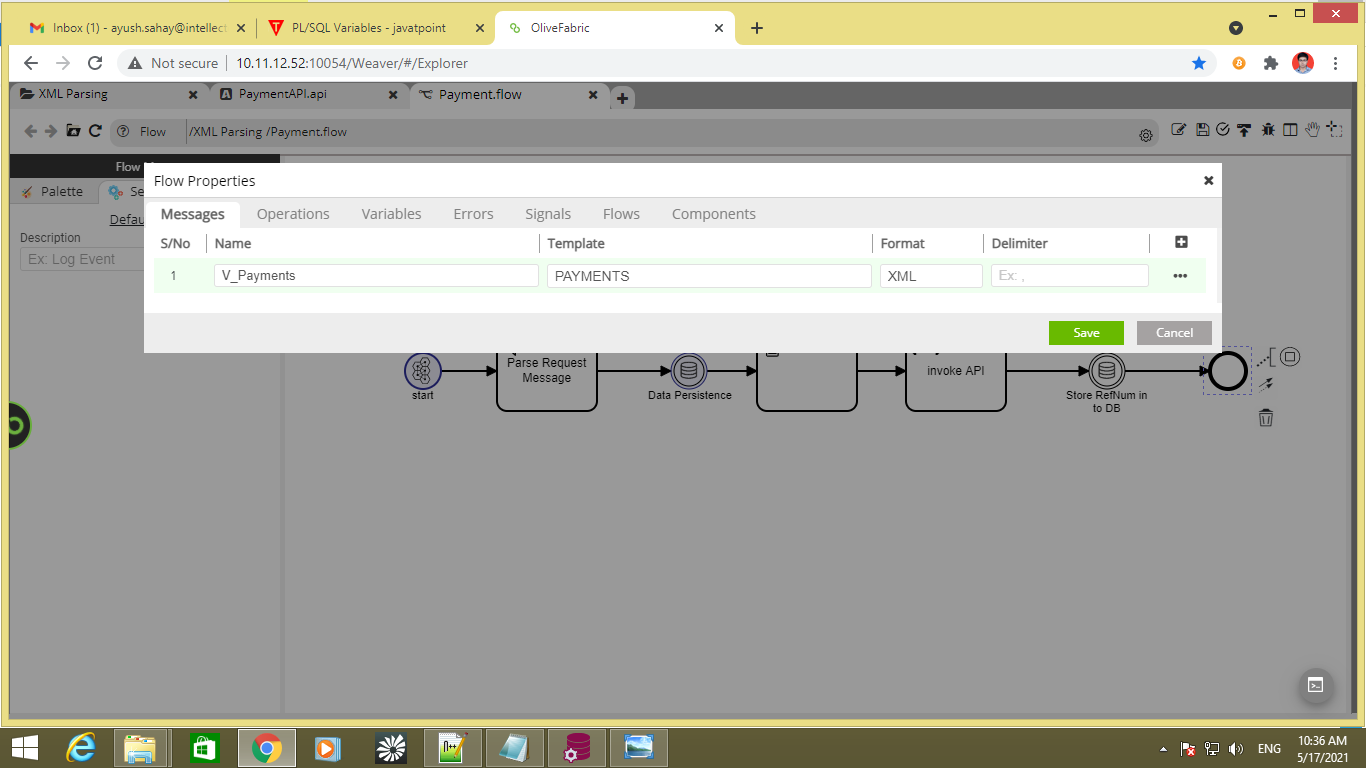 Inbox (1) - ayush.sahay@intellect
PL/SQL Variables - javatpoint
OliveFabric
Not secure
10.11.12.52:10054/Weaver/#/Explorer
XML Parsing
PaymentAPI.api
Payment.flow
Flow
/XML Parsing /Payment.flow
Flow
Palette
Defau
Description
Ex: Log Event
Flow Properties
Messages Operations Variables Errors Signals Flows Components
S/No Name Template Format Delimiter
1 V_Payments PAYMENTS XML Ex: ,
Save Cancel
Parse Request
Message
invoke API
start
Data Persistence
Store RefNum in
to DB
N++
ENG
10:36 AM
5/17/2021